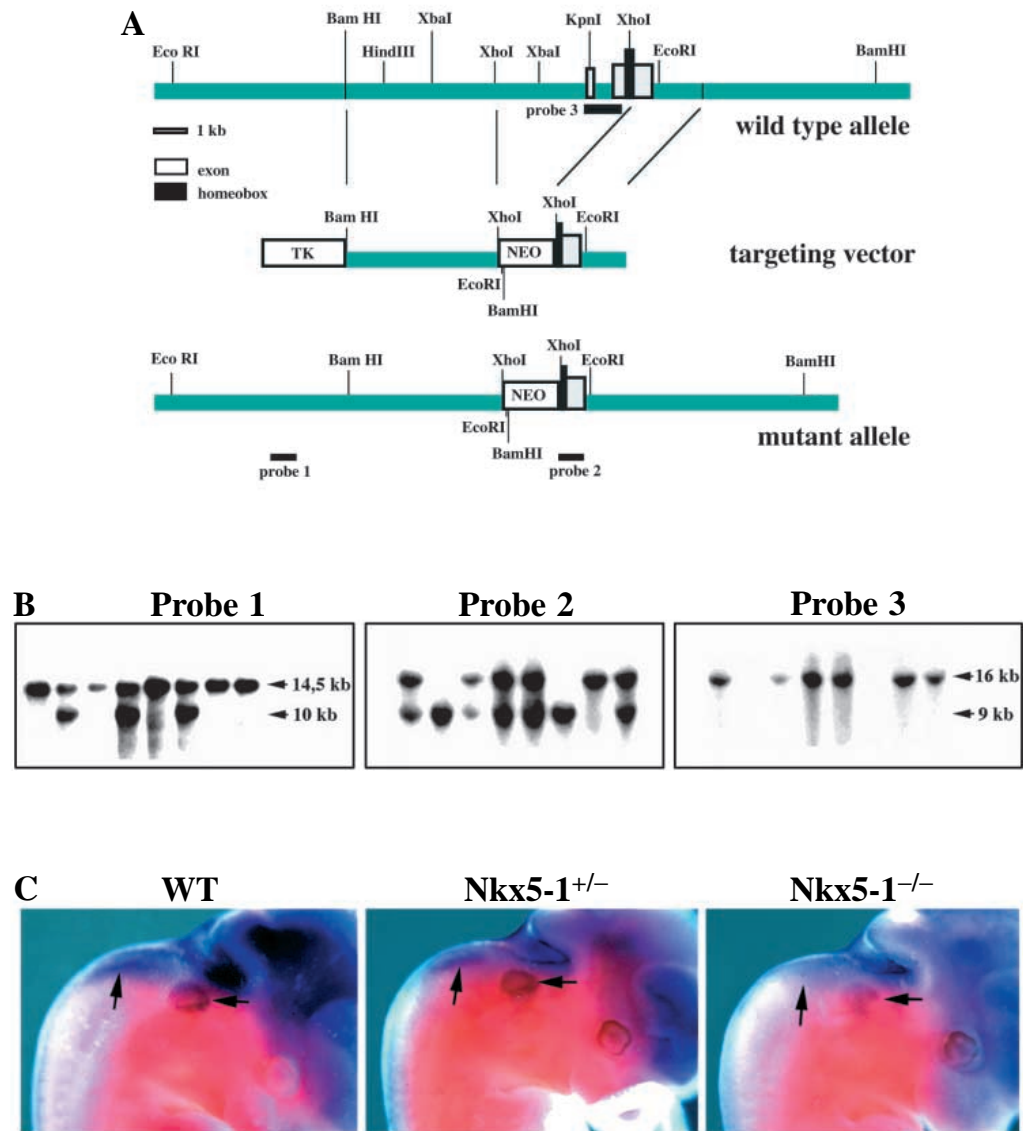 A
Bam HI XbaI KpnI XhoI
Eco RI HindIII XhoI XbaI EcoRI BamHI
probe 3
wild type allele
1 kb
exon
homeobox
XhoI
Bam HI XhoI EcoRI
TK NEO
targeting vector
EcoRI
BamHI
XhoI
Eco RI Bam HI XhoI EcoRI BamHI
NEO
EcoRI
mutant allele
BamHI
probe 1 probe 2
B Probe 1 Probe 2 Probe 3
14,5 kb 16 kb
10 kb 9 kb
C WT Nkx5-1+/– Nkx5-1–/–